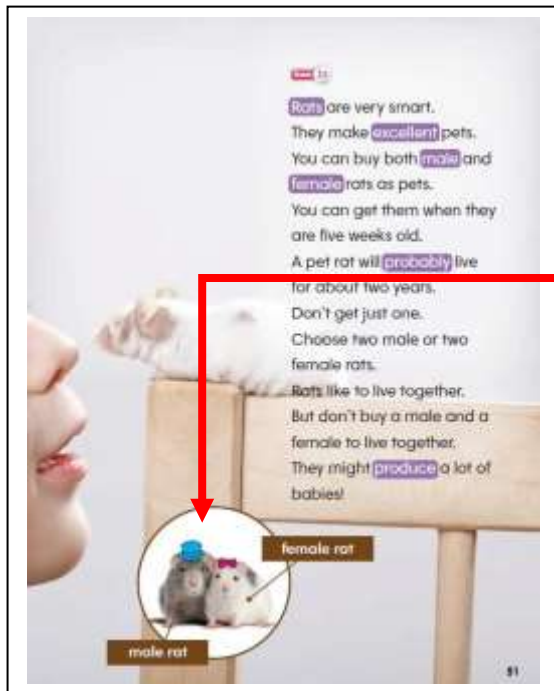 Rats are very smart.
They make excellent pets.
You can buy both male and
female rats as pets.
You can get them when they
are five weeks old.
A pet rat will probably live
for about two years.
Don't get just one.
Choose two male or two
female rats.
Rats like to live together.
But don't buy a male and a
female to live together.
They might produce a lot of
babies!
female rat
male rat
51